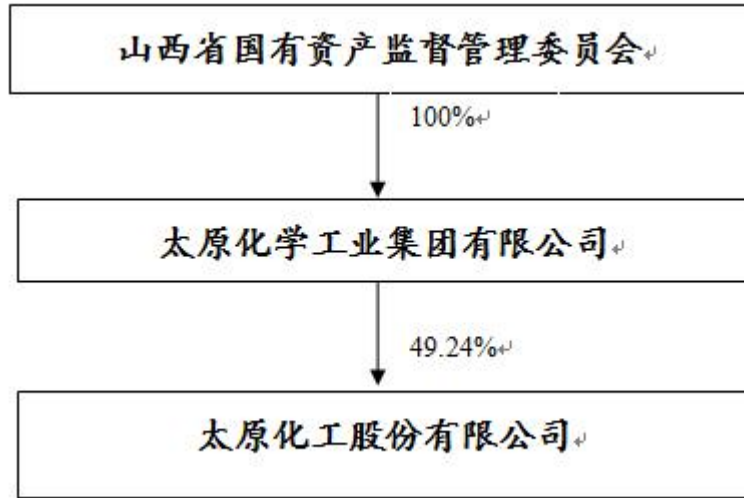 山西省国有资产监督管理委员会
100%
太原化学工业集团有限公司
49.24%
太原化工股份有限公司